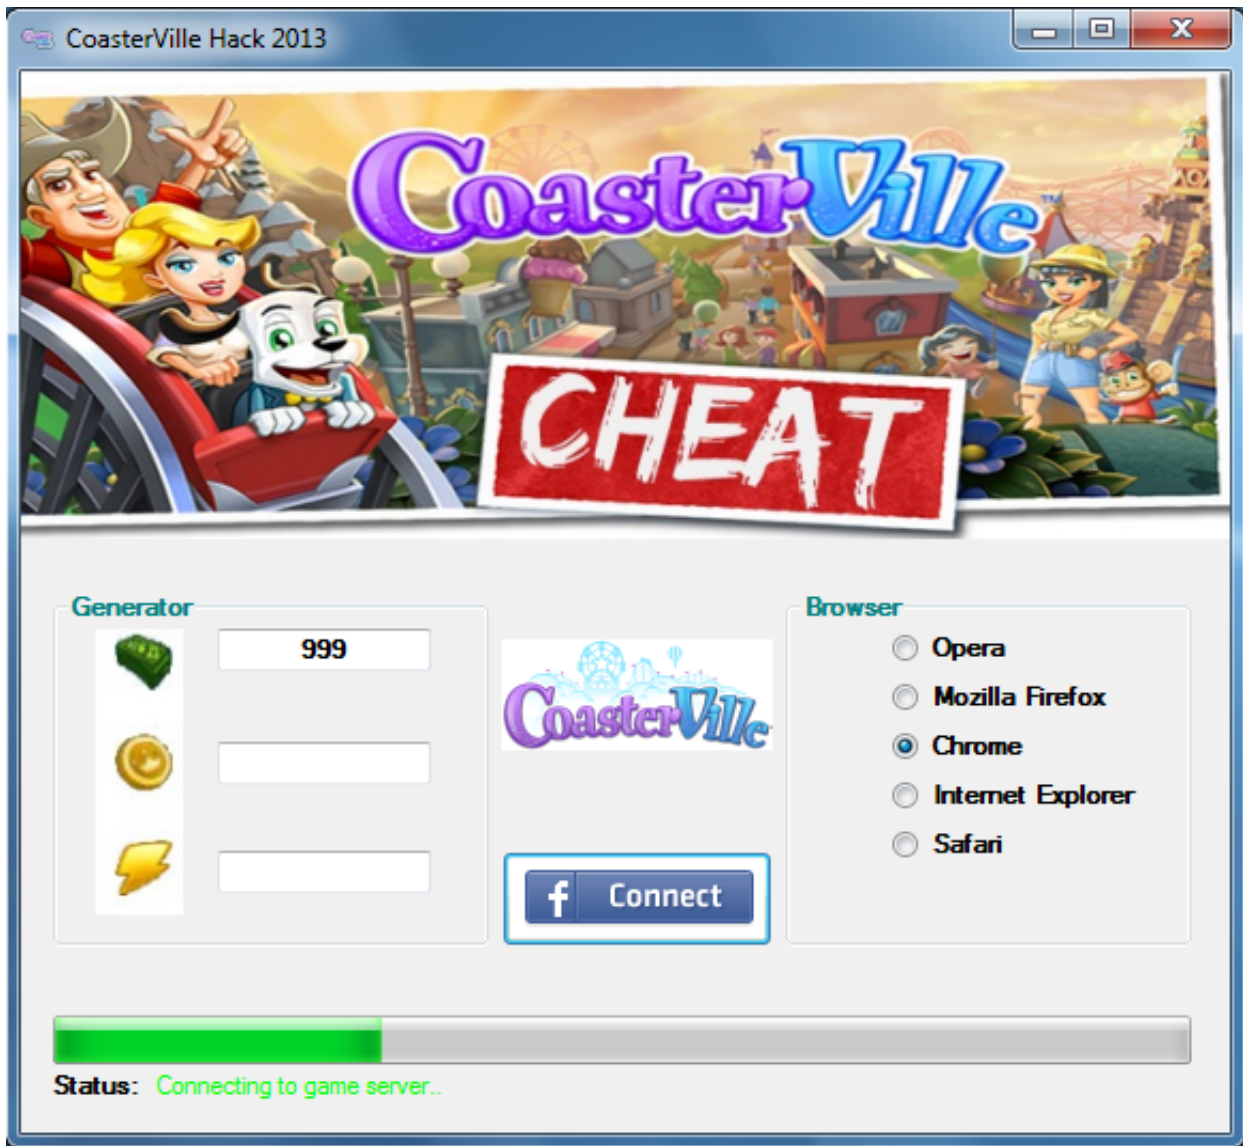 CoasterVille Hack 2013
CoasterVille™
CHEAT
Generator
999
CoasterVille
f Connect
Browser
Opera
Mozilla Firefox
Chrome
Internet Explorer
Safari
Status: Connecting to game server..